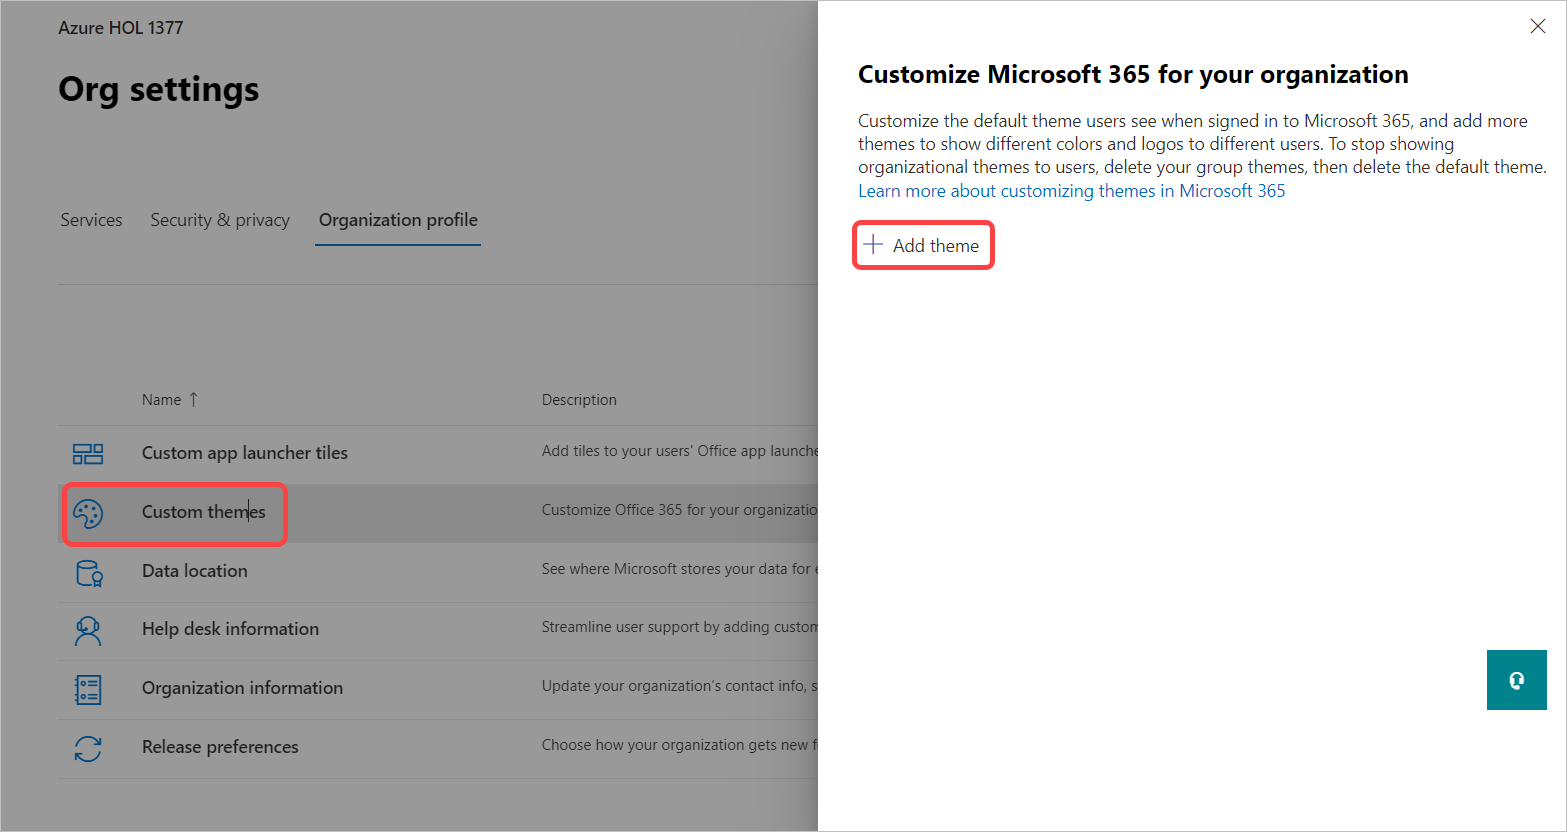 Azure HOL 1377
Org settings
Services
Security & privacy
Organization profile
Name ↑
Description
Custom app launcher tiles
Add tiles to your users' Office app launche
Custom themes
Customize Office 365 for your organizatio
Data location
See where Microsoft stores your data for e
Help desk information
Streamline user support by adding custom
Organization information
Update your organization's contact info, s
Release preferences
Choose how your organization gets new f
Customize Microsoft 365 for your organization
Customize the default theme users see when signed in to Microsoft 365, and add more
themes to show different colors and logos to different users. To stop showing
organizational themes to users, delete your group themes, then delete the default theme.
Learn more about customizing themes in Microsoft 365
Add theme